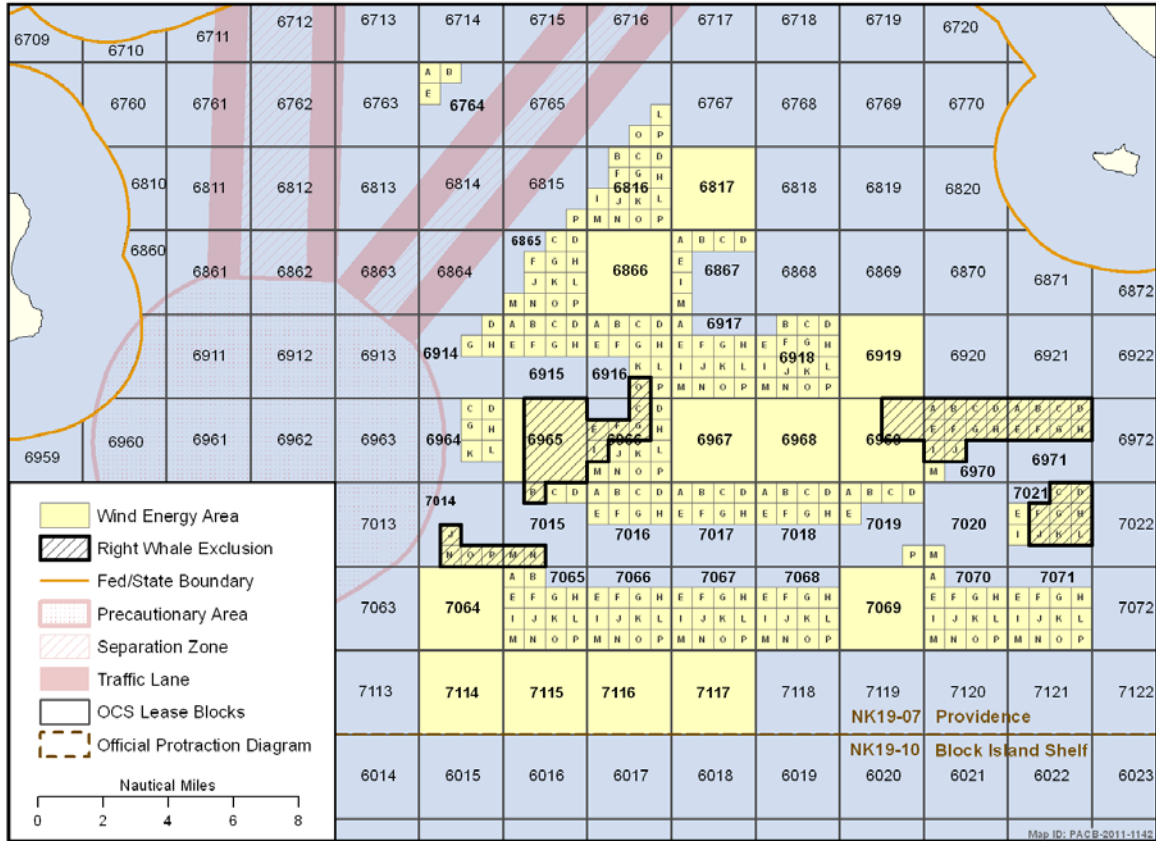 6709 6710 6711 6712 6713 6714 6715 6716 6717 6718 6719 6720
A B
E
6760 6761 6762 6763 6764 6765 6767 6768 6769 6770
L
O P
6810 6811 6812 6813 6814 6815 6816 6817 6818 6819 6820
B C D
F G H
I J K L
P M N O P
6860 6861 6862 6863 6864 6865 6866 6867 6868 6869 6870 6871 6872
C D A B C D
F G H E
J K L I
M N O P M
6911 6912 6913 6914 6915 6916 6917 6918 6919 6920 6921 6922
D A B C D A B C D A B C D
G H E F G H E F G H E F G H E F G H
K L I J K L I J K L
O P M N O P M N O P
6959 6960 6961 6962 6963 6964 6965 6966 6967 6968 6969 6970 6971 6972
C D C D A B C D A B C D
G H E F G H E F G H E F G H
K L I J K L I J
M N O P M
7013 7014 7015 7016 7017 7018 7019 7020 7021 7022
B C D A B C D A B C D A B C D A B C D C D
E F G H E F G H E F G H E E F G H
J I J K L
N O P M N P M
7063 7064 7065 7066 7067 7068 7069 7070 7071 7072
A B A
E F G H E F G H E F G H E F G H E F G H E F G H
I J K L I J K L I J K L I J K L I J K L I J K L
M N O P M N O P M N O P M N O P M N O P M N O P
7113 7114 7115 7116 7117 7118 7119 7120 7121 7122
NK19-07 Providence
NK19-10 Block Island Shelf
6014 6015 6016 6017 6018 6019 6020 6021 6022 6023
Wind Energy Area
Right Whale Exclusion
Fed/State Boundary
Precautionary Area
Separation Zone
Traffic Lane
OCS Lease Blocks
Official Protraction Diagram
Nautical Miles
0 2 4 6 8
Map ID: PACB-2011-1142